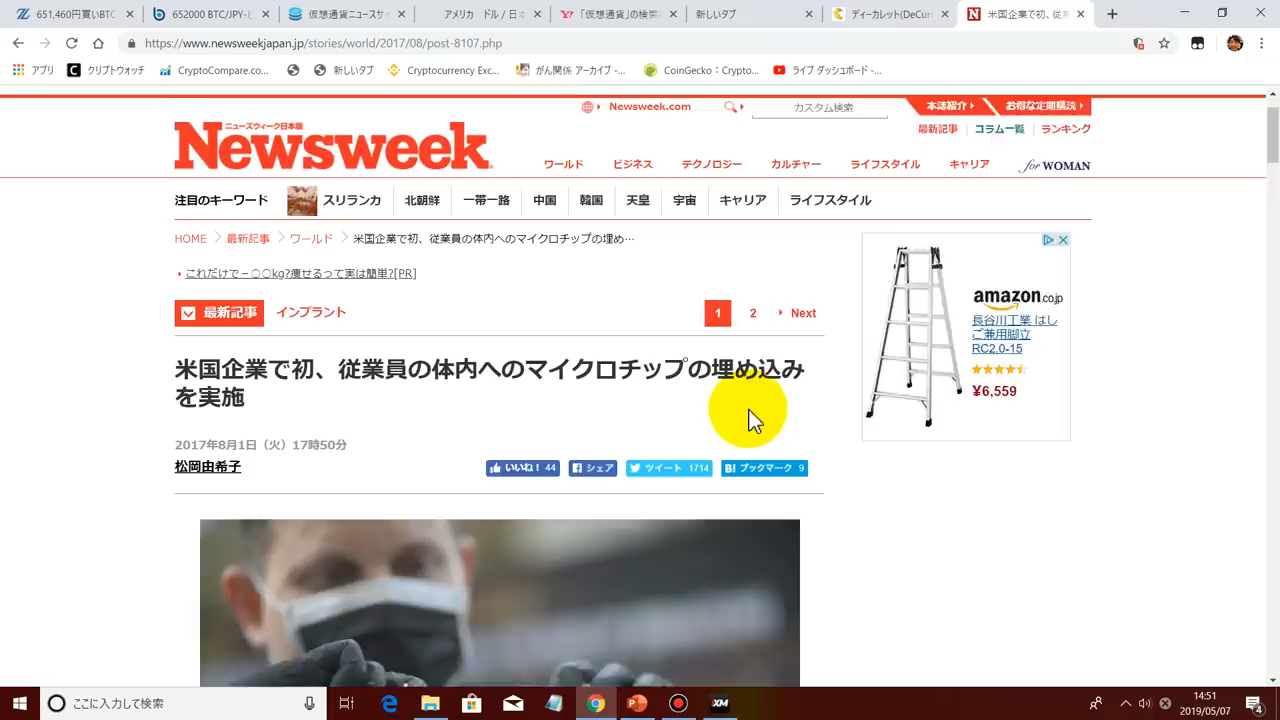 651,460円買いBTC
652000 BTC/JPY-ビ
仮想通貨ニュースサイ
アメリカ ドル / 日本
「仮想通貨」の検索
新しいタブ
ディーカレット(DeCurr
米国企業で初、従業
https://www.newsweekjapan.jp/stories/world/2017/08/post-8107.php
アプリ
クリプトウォッチ
CryptoCompare.co...
新しいタブ
Cryptocurrency Exc...
がん関係 アーカイブ -...
CoinGecko：Crypto...
ライブ ダッシュボード -...
Newsweek.com
カスタム検索
本誌紹介
お得な定期購読
最新記事
コラム一覧
ランキング
ニューズウィーク日本版
Newsweek
ワールド
ビジネス
テクノロジー
カルチャー
ライフスタイル
キャリア
for WOMAN
注目のキーワード
スリランカ
北朝鮮
一帯一路
中国
韓国
天皇
宇宙
キャリア
ライフスタイル
HOME
最新記事
ワールド
米国企業で初、従業員の体内へのマイクロチップの埋め…
これだけで－○○kg?痩せるって実は簡単?[PR]
最新記事
インプラント
1
2
Next
米国企業で初、従業員の体内へのマイクロチップの埋め込み
を実施
2017年8月1日（火）17時50分
松岡由希子
いいね！ 44
シェア
ツイート 1714
B! ブックマーク 9
amazon.co.jp
長谷川工業 はし
ご兼用脚立
RC2.0-15
¥6,559
ここに入力して検索
XM
14:51
2019/05/07
4